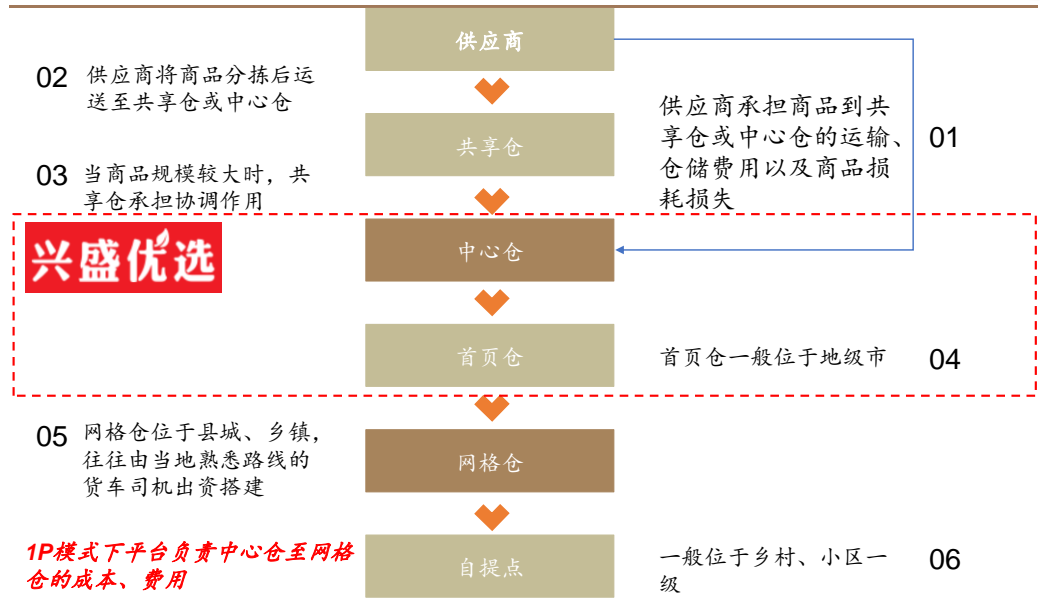 供应商
02
供应商将商品分拣后运
送至共享仓或中心仓
供应商承担商品到共
享仓或中心仓的运输、
仓储费用以及商品损
耗损失
01
共享仓
03
当商品规模较大时，共
享仓承担协调作用
兴盛优选
中心仓
首页仓
首页仓一般位于地级市
04
05
网格仓位于县城、乡镇，
往往由当地熟悉路线的
货车司机出资搭建
网格仓
1P模式下平台负责中心仓至网格
仓的成本、费用
自提点
一般位于乡村、小区一
级
06